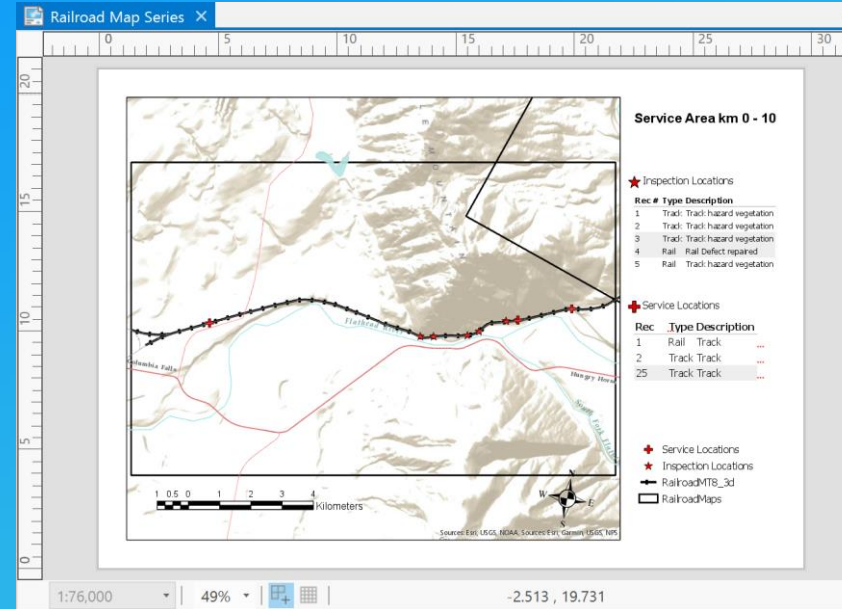 Railroad Map Series ×
0 5 10 15 20 25 30
20
15
10
5
0
Service Area km 0 - 10
Inspection Locations
Rec # Type Description
1 Track Track hazard vegetation
2 Track Track hazard vegetation
3 Track Track hazard vegetation
4 Rail Rail Defect repaired
5 Rail Track hazard vegetation
Service Locations
Rec Type Description
1 Rail Track ...
2 Track Track ...
25 Track Track ...
Flathead
Columbia Falls
Hungry Horse
South Fork
Service Locations
Inspection Locations
RailroadMT8_3d
RailroadMaps
1 0.5 0 1 2 3 4
Kilometers
N
W E
S
Sources: Esri, USGS, NOAA, Sources: Esri, Garmin, USGS, NPS
1:76,000 49% -2.513 , 19.731